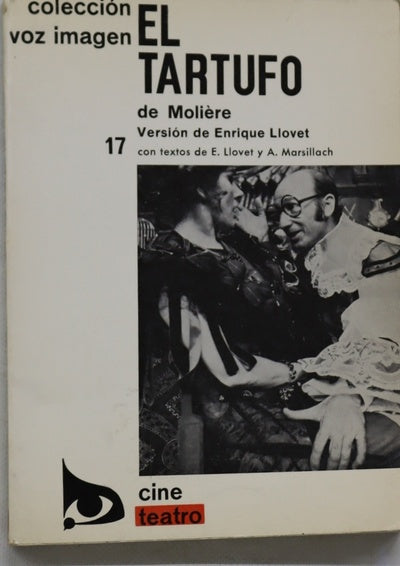 colección
voz imagen
EL
TARTUFO
de Molière
Versión de Enrique Llovet
17
con textos de E. Llovet y A. Marsillach
cine
teatro